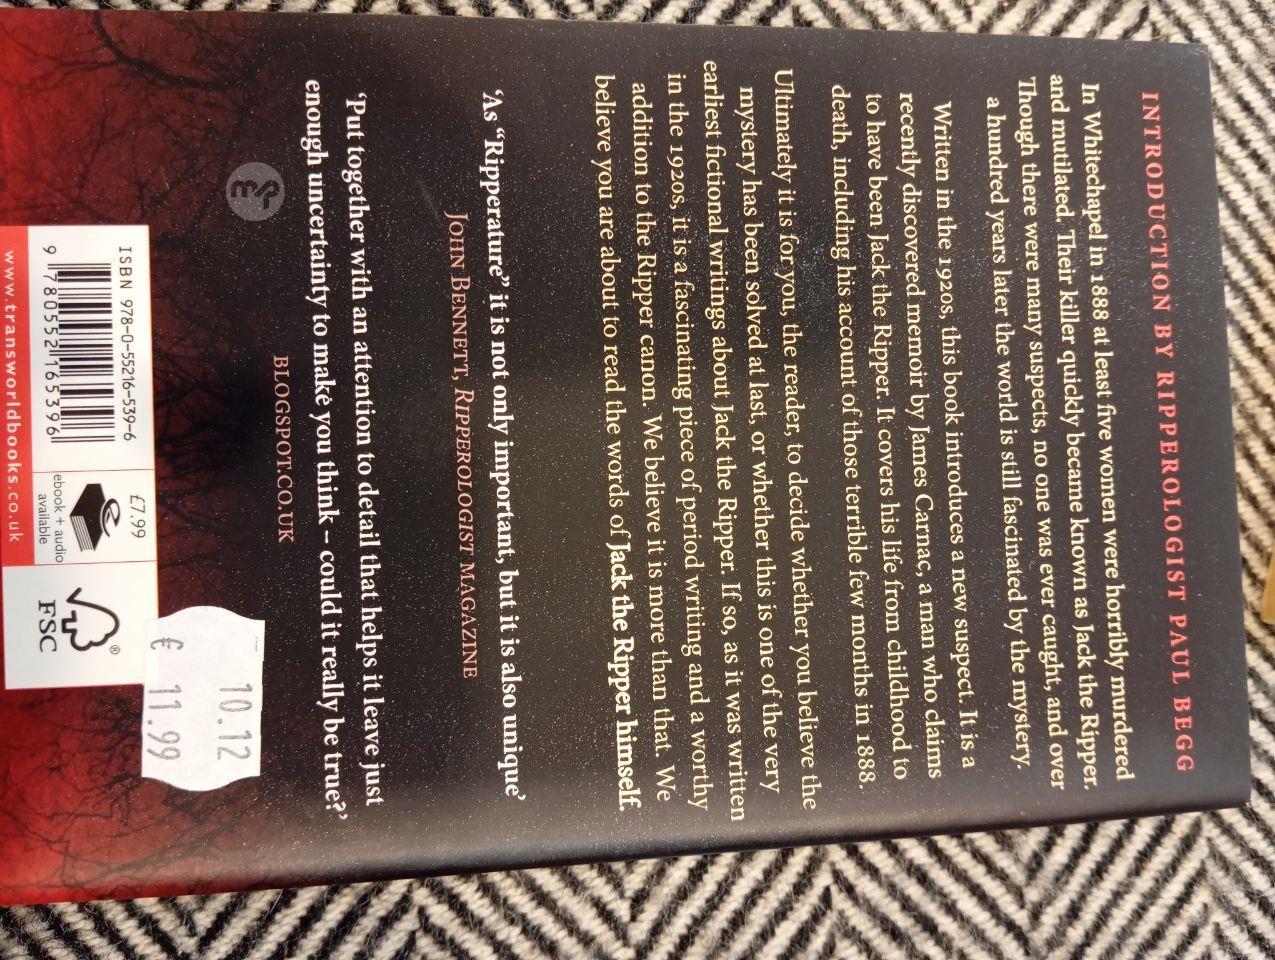 INTRODUCTION BY RIPPEROLOGIST PAUL BEGG
In Whitechapel in 1888 at least five women were horribly murdered
and mutilated. Their killer quickly became known as Jack the Ripper.
Though there were many suspects, no one was ever caught, and over
a hundred years later the world is still fascinated by the mystery.
Written in the 1920s, this book introduces a new suspect. It is a
recently discovered memoir by James Carnac, a man who claims
to have been Jack the Ripper. It covers his life from childhood to
death, including his account of those terrible few months in 1888.
Ultimately it is for you, the reader, to decide whether you believe the
mystery has been solved at last, or whether this is one of the very
earliest fictional writings about Jack the Ripper. If so, as it was written
in the 1920s, it is a fascinating piece of period writing and a worthy
addition to the Ripper canon. We believe it is more than that. We
believe you are about to read the words of Jack the Ripper himself.
‘As “Ripperature” it is not only important, but it is also unique’
JOHN BENNETT, RIPPEROLOGIST MAGAZINE
‘Put together with an attention to detail that helps it leave just
enough uncertainty to make you think – could it really be true?’
BLOGSPOT.CO.UK
ISBN 978-0-55216-539-6
9 780552 165396
www.transworldbooks.co.uk
£7.99
ebook + audio
available
FSC®
10.12
€ 11.99